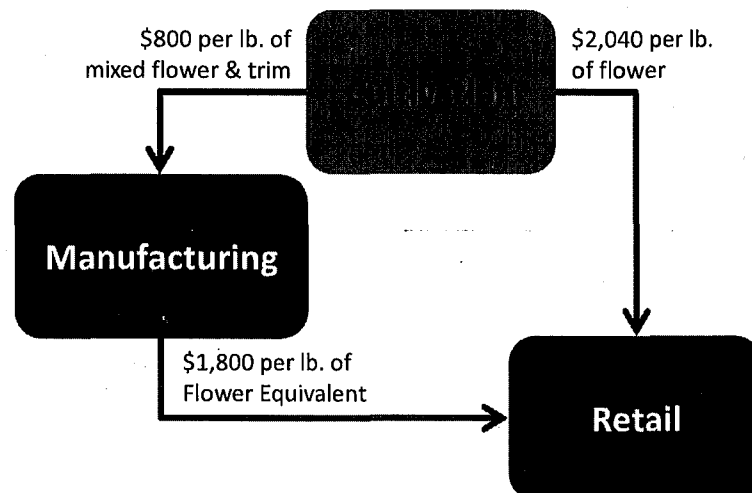 $800 per lb. of
mixed flower & trim
$2,040 per lb.
of flower
Manufacturing
$1,800 per lb. of
Flower Equivalent
Retail